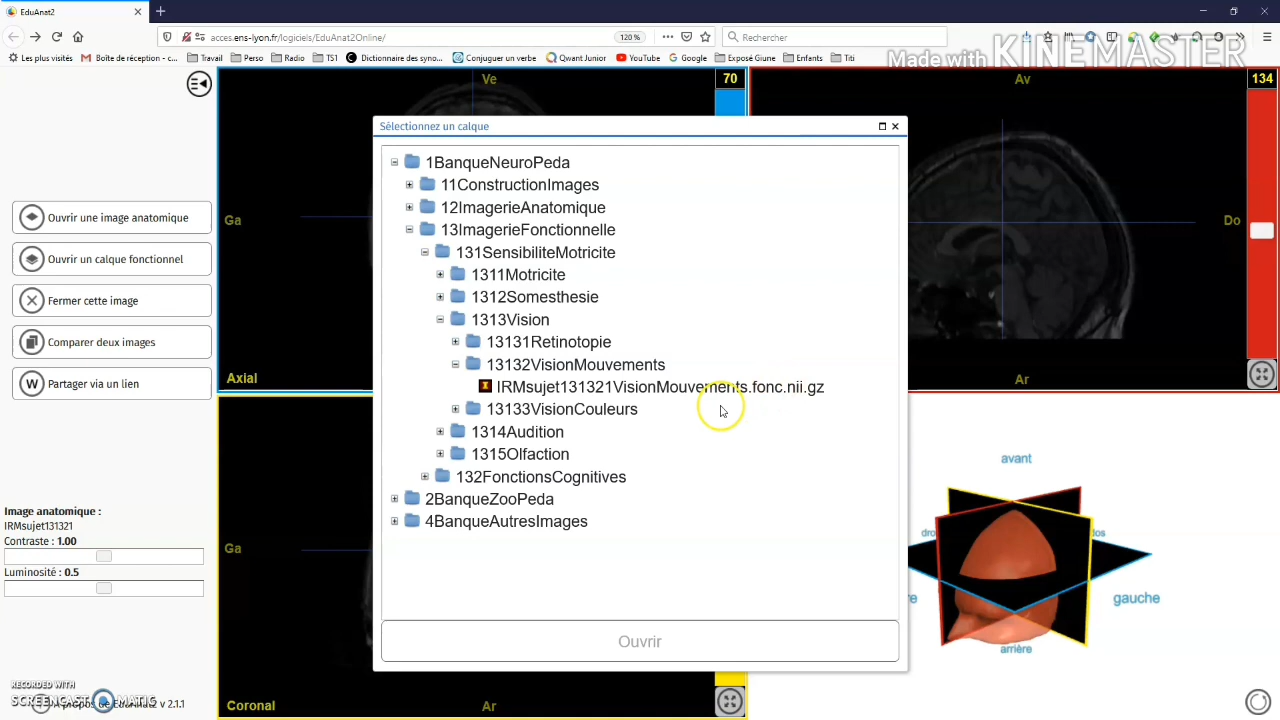 EduAnat2
acces.ens-lyon.fr/logiciels/EduAnat2Online/
120 %
Rechercher
Les plus visités
Boîte de réception - c...
Travail
Perso
Radio
TS1
Dictionnaire des syno...
Conjuguer un verbe
Qwant Junior
YouTube
Google
Exposé Giune
Enfants
Titi
Made with KINEMASTER
Ve
70
Av
134
Sélectionnez un calque
1BanqueNeuroPeda
11ConstructionImages
12ImagerieAnatomique
13ImagerieFonctionnelle
131SensibiliteMotricite
1311Motricite
1312Somesthesie
1313Vision
13131Retinotopie
13132VisionMouvements
IRMsujet131321VisionMouvements.fonc.nii.gz
13133VisionCouleurs
1314Audition
1315Olfaction
132FonctionsCognitives
2BanqueZooPeda
4BanqueAutresImages
Ouvrir
Ouvrir une image anatomique
Ouvrir un calque fonctionnel
Fermer cette image
Comparer deux images
W Partager via un lien
Ga
Do
Axial
Ar
avant
gauche
arrière
Image anatomique :
IRMsujet131321
Contraste : 1.00
Luminosité : 0.5
Ga
Coronal
Ar
RECORDED WITH
SCREENCAST MATIC
EduAnat2 v 2.1.1